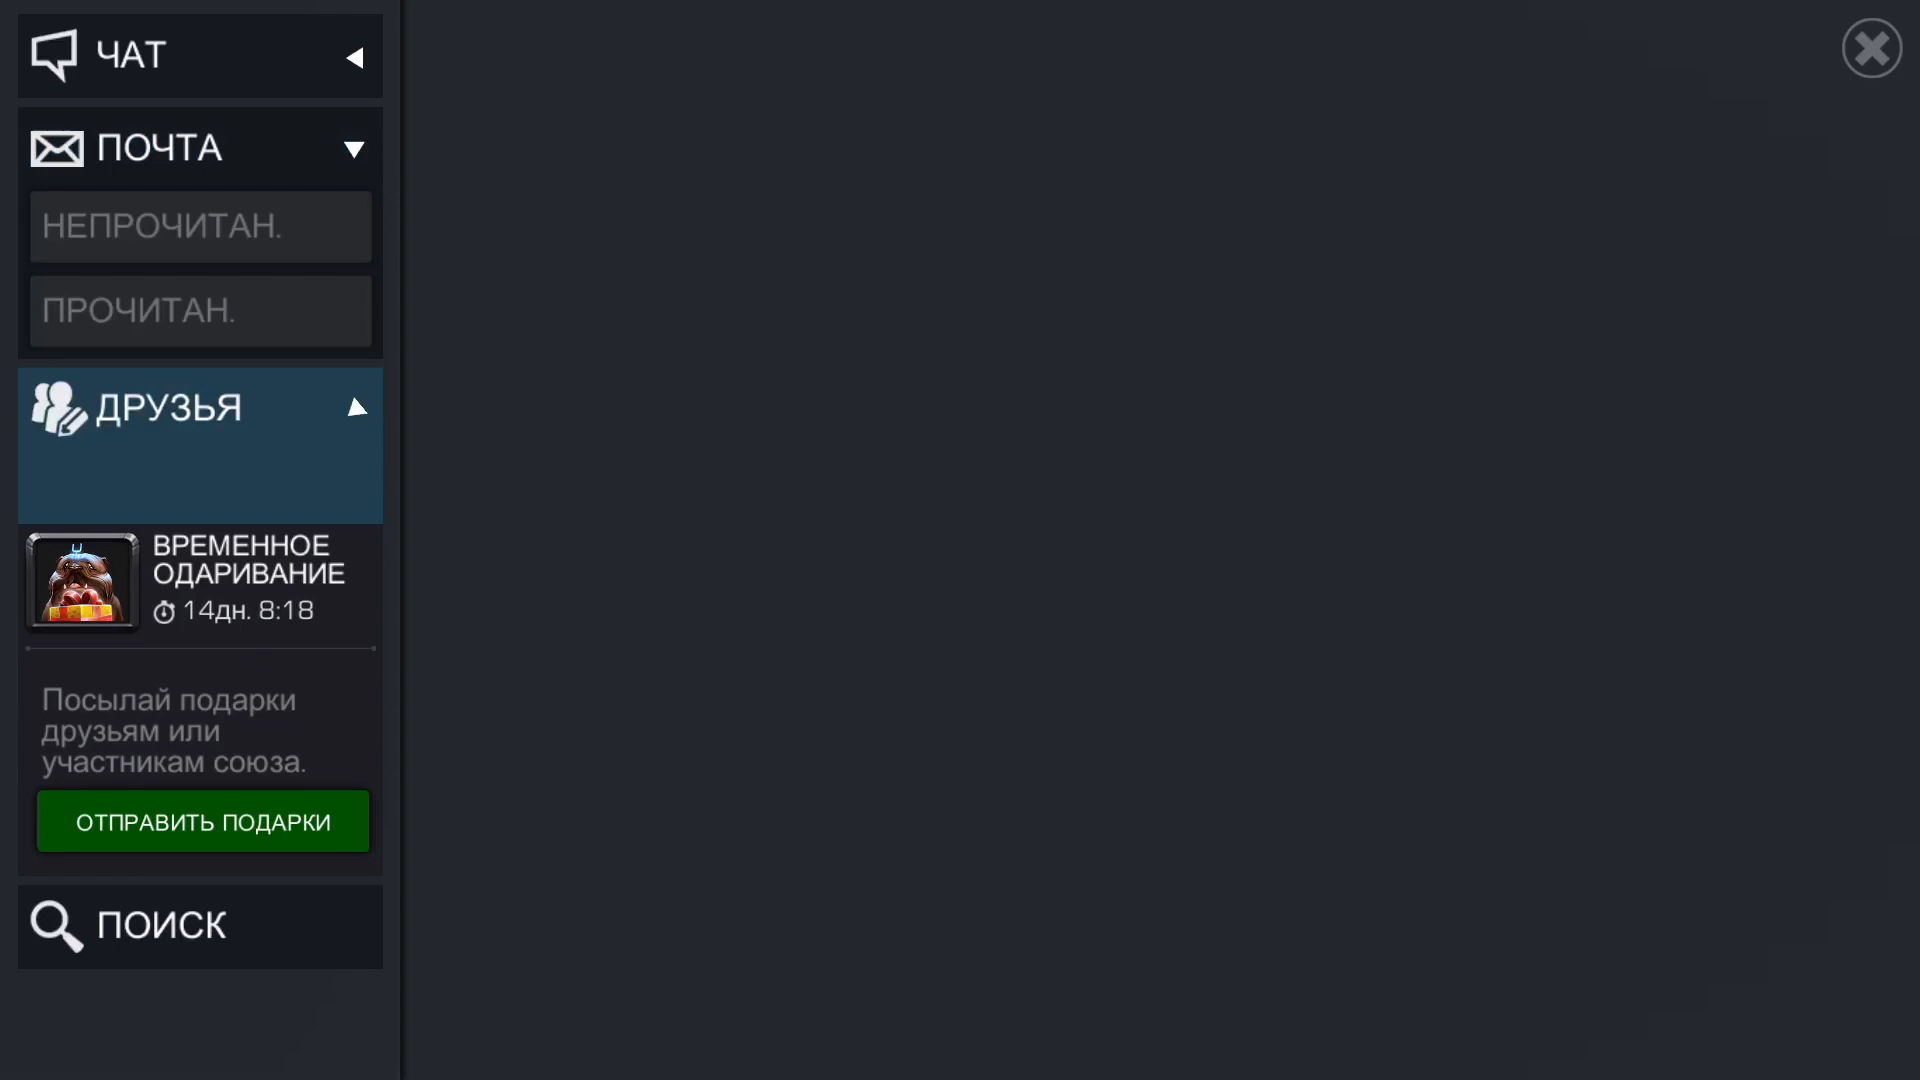 ЧАТ
ПОЧТА
НЕПРОЧИТАН.
ПРОЧИТАН.
ДРУЗЬЯ
ВРЕМЕННОЕ
ОДАРИВАНИЕ
14дн. 8:18
Посылай подарки
друзьям или
участникам союза.
ОТПРАВИТЬ ПОДАРКИ
ПОИСК